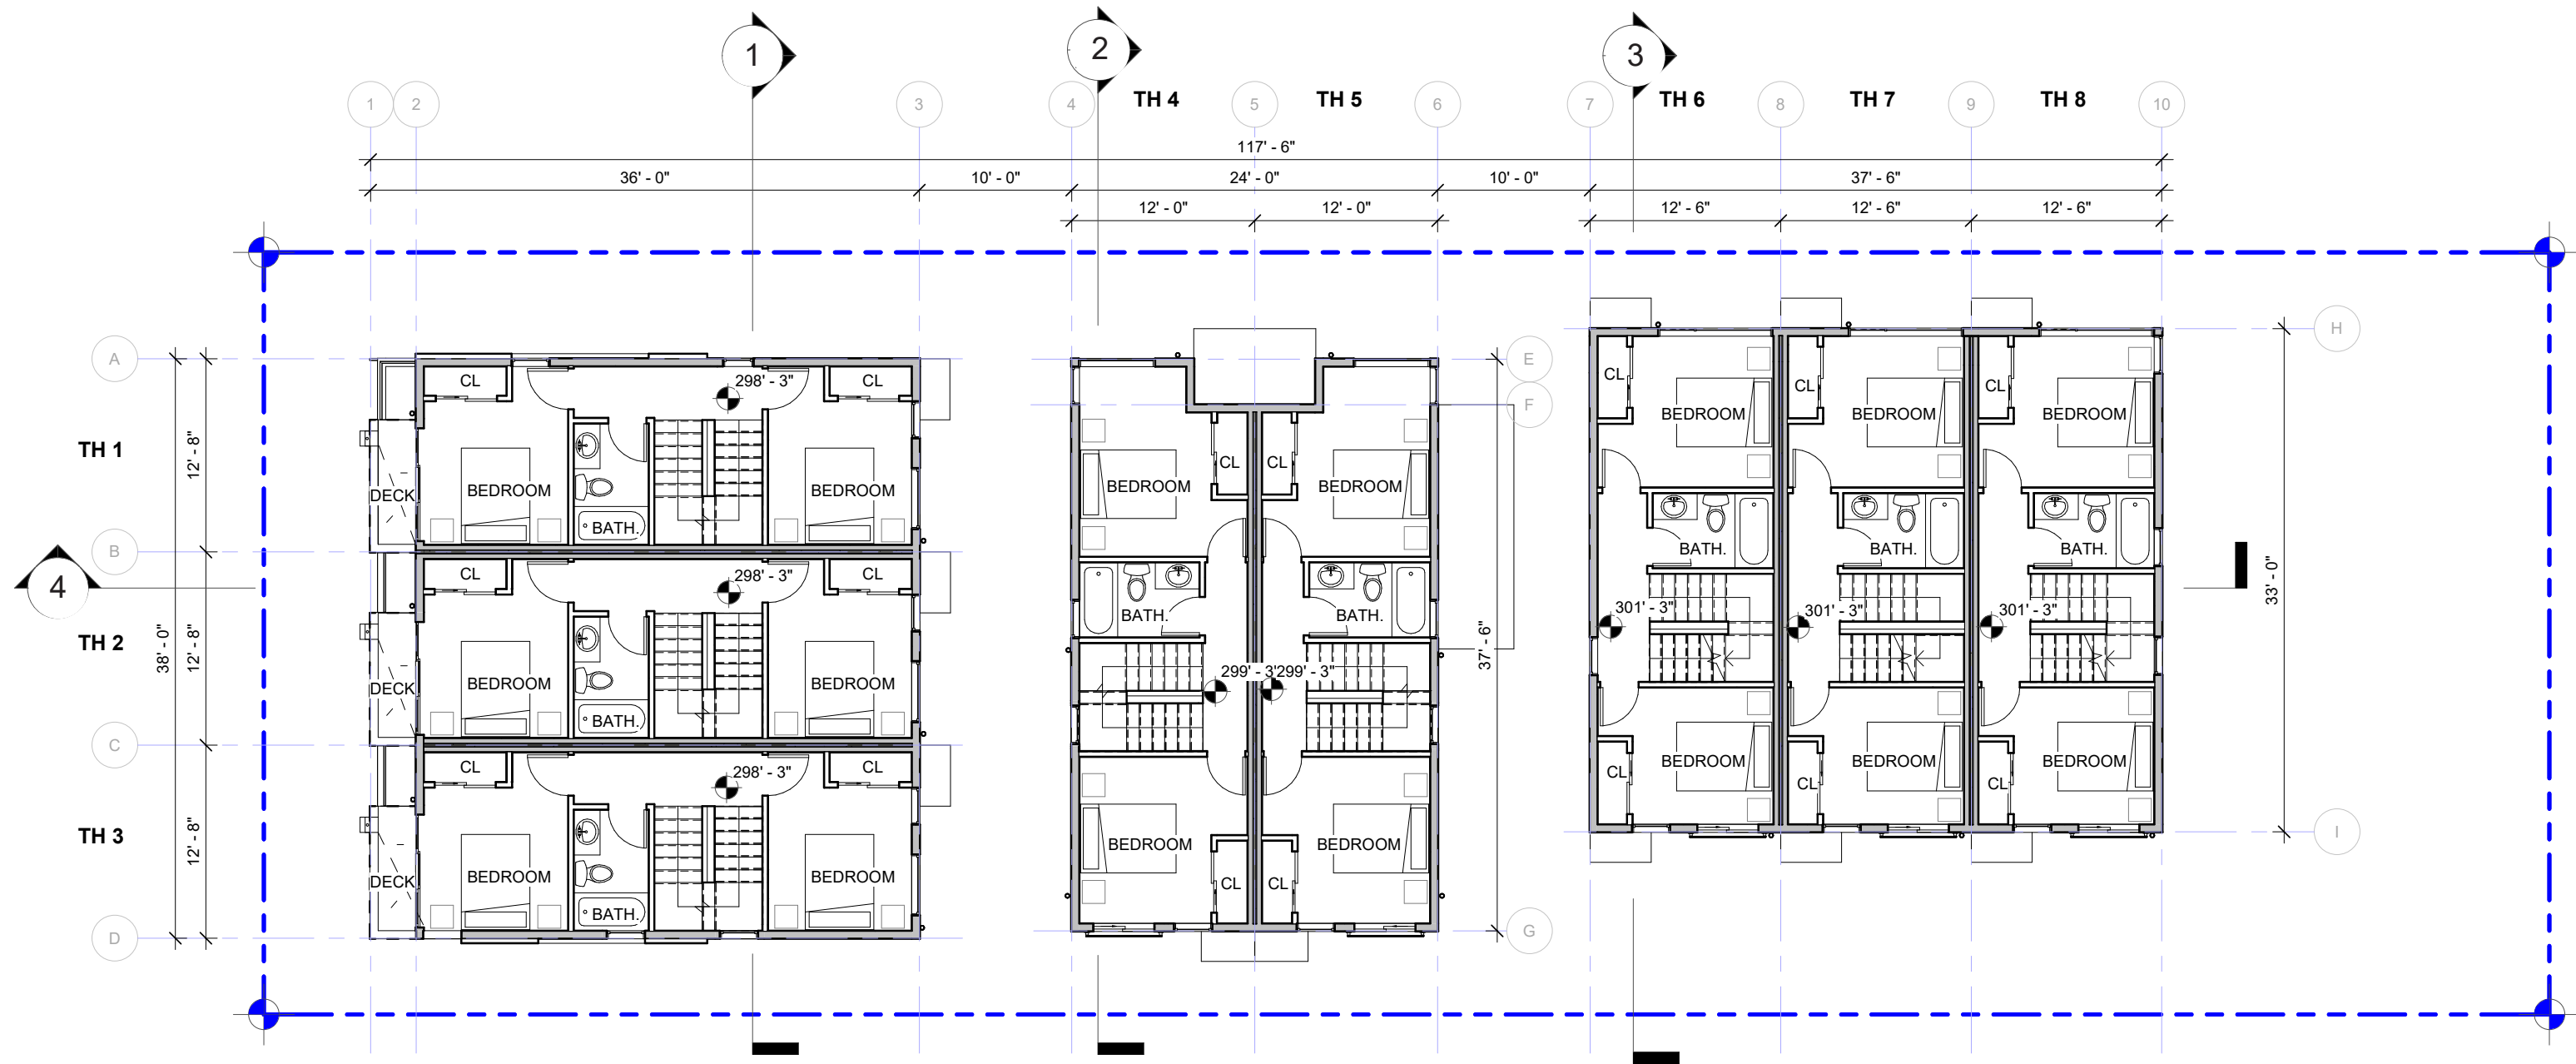 1
2
3
1
2
3
4
TH 4
5
TH 5
6
7
TH 6
8
TH 7
9
TH 8
10
117' - 6"
36' - 0"
10' - 0"
24' - 0"
10' - 0"
37' - 6"
12' - 0"
12' - 0"
12' - 6"
12' - 6"
12' - 6"
A
B
C
D
4
TH 1
TH 2
TH 3
38' - 0"
12' - 8"
12' - 8"
12' - 8"
CL
298' - 3"
CL
DECK
BEDROOM
BATH.
BEDROOM
CL
298' - 3"
CL
DECK
BEDROOM
BATH.
BEDROOM
CL
298' - 3"
CL
DECK
BEDROOM
BATH.
BEDROOM
E
F
G
37' - 6"
BEDROOM
CL
CL
BEDROOM
BATH.
BATH.
299' - 3"
299' - 3"
BEDROOM
CL
CL
BEDROOM
H
I
33' - 0"
CL
BEDROOM
CL
BEDROOM
CL
BEDROOM
BATH.
BATH.
BATH.
301' - 3"
301' - 3"
301' - 3"
CL
BEDROOM
CL
BEDROOM
CL
BEDROOM